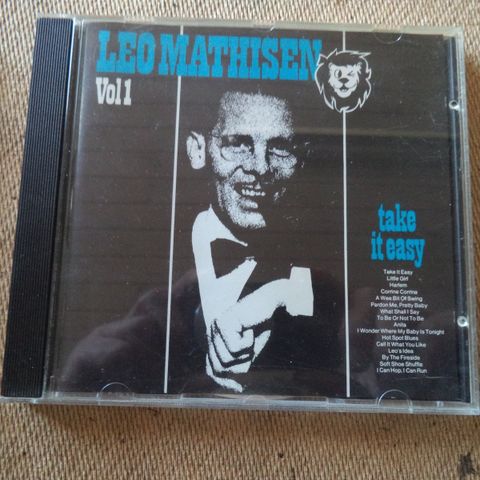 LEO MATHISEN
Vol 1
take
it easy
Take It Easy
Little Girl
Harlem
Corrine Corrina
A Wee Bit Of Swing
Pardon Me, Pretty Baby
What Shall I Say
To Be Or Not To Be
Anita
I Wonder Where My Baby Is Tonight
Hot Spot Blues
Call It What You Like
Leo's Idea
By The Fireside
Soft Shoe Shuffle
I Can Hop, I Can Run